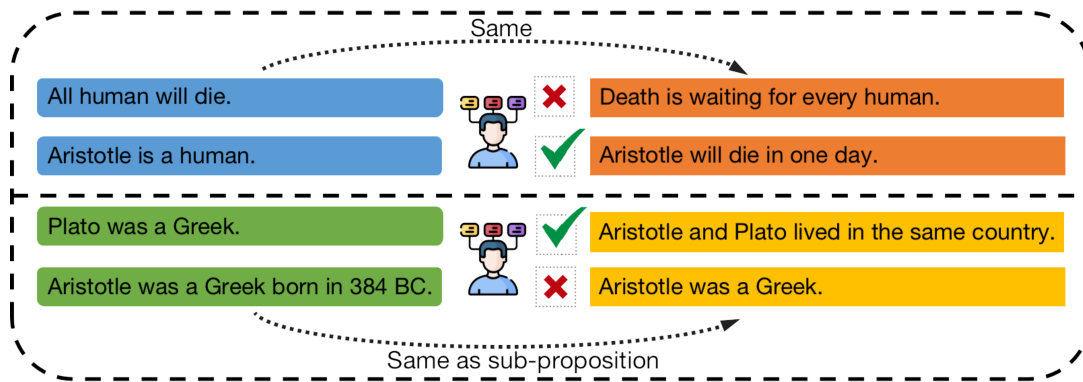 Same
All human will die.
Death is waiting for every human.
Aristotle is a human.
Aristotle will die in one day.
Plato was a Greek.
Aristotle and Plato lived in the same country.
Aristotle was a Greek born in 384 BC.
Aristotle was a Greek.
Same as sub-proposition